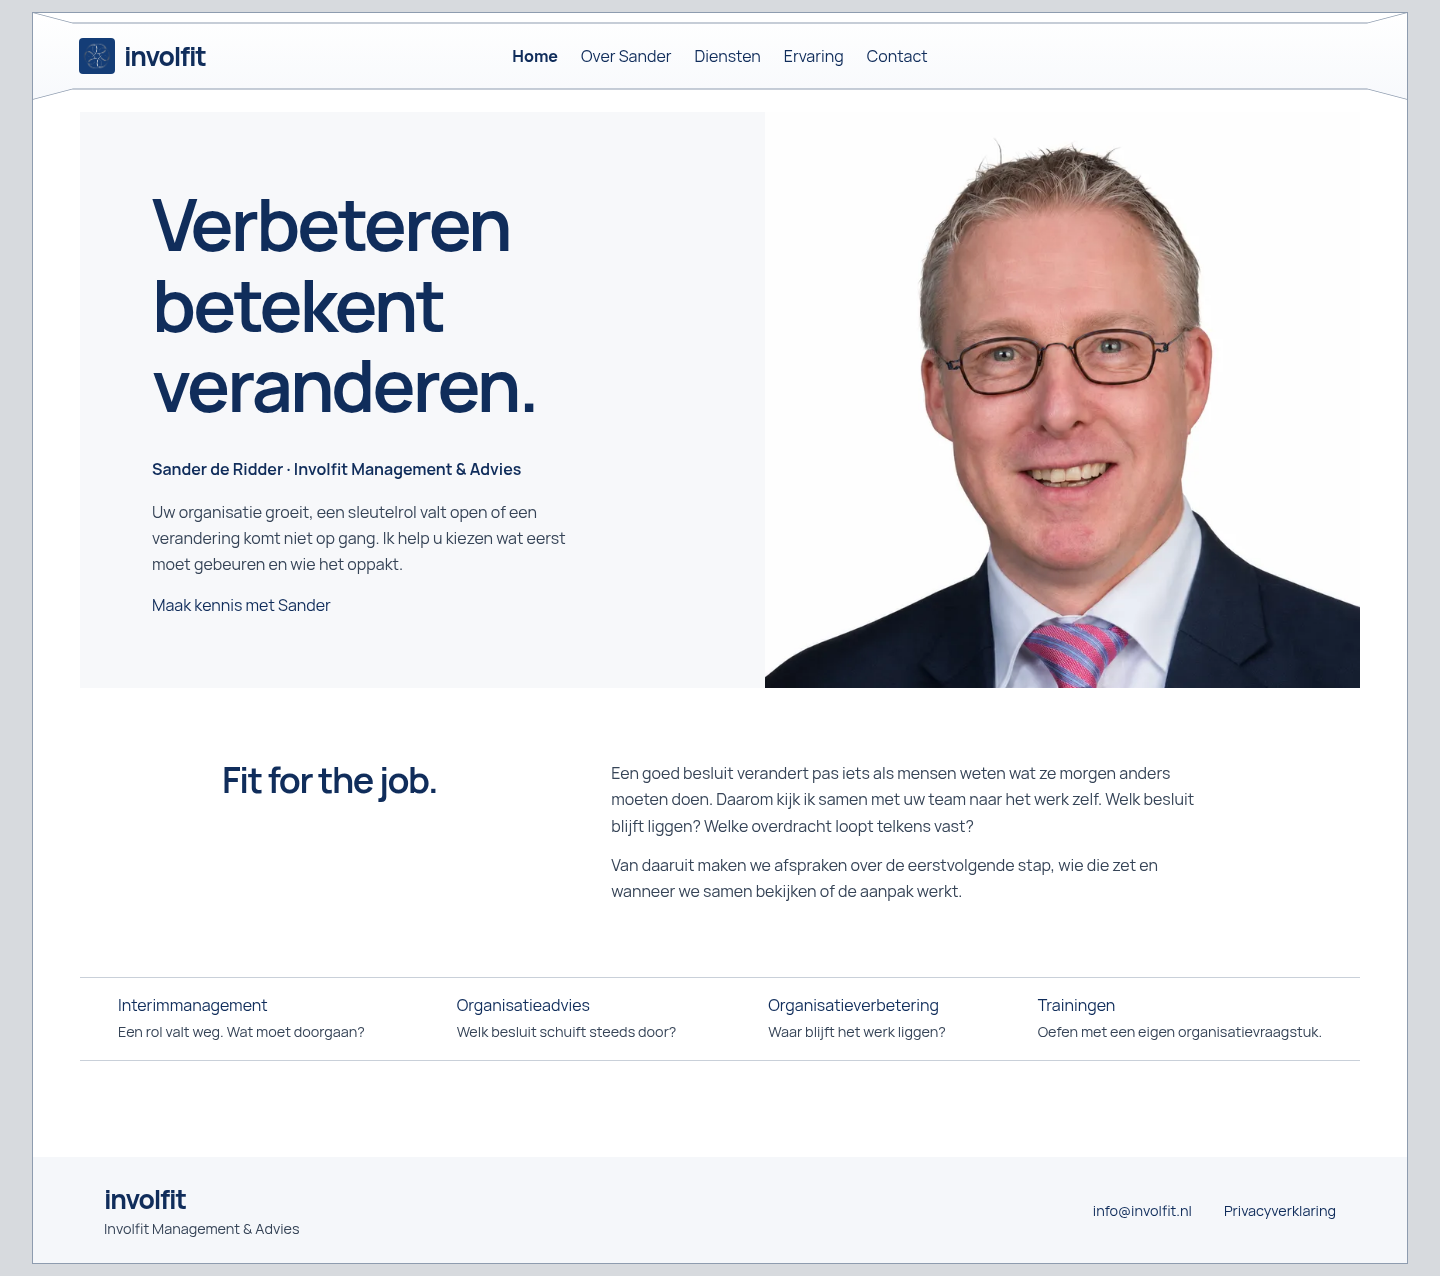 involfit
Home Over Sander Diensten Ervaring Contact
Verbeteren
betekent
veranderen.
Sander de Ridder · Involfit Management & Advies
Uw organisatie groeit, een sleutelrol valt open of een
verandering komt niet op gang. Ik help u kiezen wat eerst
moet gebeuren en wie het oppakt.
Maak kennis met Sander
Fit for the job.
Een goed besluit verandert pas iets als mensen weten wat ze morgen anders
moeten doen. Daarom kijk ik samen met uw team naar het werk zelf. Welk besluit
blijft liggen? Welke overdracht loopt telkens vast?
Van daaruit maken we afspraken over de eerstvolgende stap, wie die zet en
wanneer we samen bekijken of de aanpak werkt.
Interimmanagement
Een rol valt weg. Wat moet doorgaan?
Organisatieadvies
Welk besluit schuift steeds door?
Organisatieverbetering
Waar blijft het werk liggen?
Trainingen
Oefen met een eigen organisatievraagstuk.
involfit
Involfit Management & Advies
info@involfit.nl Privacyverklaring